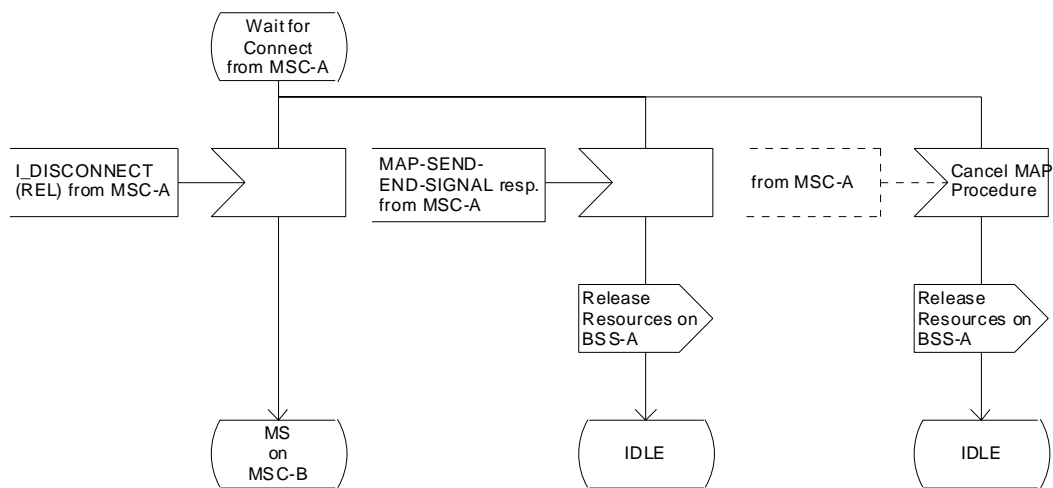 Wait for
Connect
from MSC-A
I_DISCONNECT
(REL) from MSC-A
MAP-SEND-
END-SIGNAL resp.
from MSC-A
from MSC-A
Cancel MAP
Procedure
Release
Resources on
BSS-A
Release
Resources on
BSS-A
MS
on
MSC-B
IDLE
IDLE